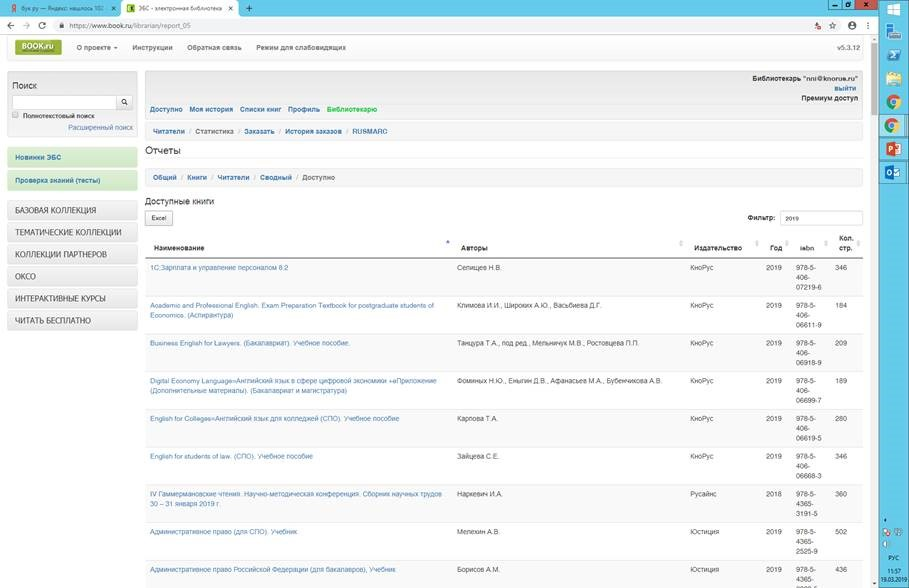 бук ру — Яндекс: нашлось 102
ЭБС - электронная библиотека
https://www.book.ru/librarian/report_05
BOOK.ru О проекте Инструкции Обратная связь Режим для слабовидящих v5.3.12
Поиск
Полнотекстовый поиск
Расширенный поиск
Новинки ЭБС
Проверка знаний (тесты)
БАЗОВАЯ КОЛЛЕКЦИЯ
ТЕМАТИЧЕСКИЕ КОЛЛЕКЦИИ
КОЛЛЕКЦИИ ПАРТНЕРОВ
ОКСО
ИНТЕРАКТИВНЫЕ КУРСЫ
ЧИТАТЬ БЕСПЛАТНО
Библиотекарь "nni@knorus.ru"
выйти
Премиум доступ
Доступно Моя история Списки книг Профиль Библиотекарю
Читатели / Статистика / Заказать / История заказов / RUSMARC
Отчеты
Общий / Книги / Читатели / Сводный / Доступно
Доступные книги
Excel Фильтр: 2019
Наименование Авторы Издательство Год isbn Кол. стр.
1С:Зарплата и управление персоналом 8.2 Селищев Н.В. КноРус 2019 978-5- 346
406-
07219-6
Academic and Professional English. Exam Preparation Textbook for postgraduate students of Климова И.И., Широких А.Ю., Васьбиева Д.Г. КноРус 2019 978-5- 184
Economics. (Аспирантура) 406-
06611-9
Business English for Lawyers. (Бакалавриат). Учебное пособие. Танцура Т.А., под ред., Мельничук М.В., Ростовцева П.П. КноРус 2019 978-5- 209
406-
06918-9
Digital Economy Language=Английский язык в сфере цифровой экономики +еПриложение Фоминых Н.Ю., Еныгин Д.В., Афанасьев М.А., Бубенчикова А.В. КноРус 2019 978-5- 189
(Дополнительные материалы). (Бакалавриат и магистратура) 406-
06699-7
English for Colleges=Английский язык для колледжей (СПО). Учебное пособие Карпова Т.А. КноРус 2019 978-5- 280
406-
06619-5
English for students of law. (СПО). Учебное пособие Зайцева С.Е. КноРус 2019 978-5- 346
406-
06668-3
IV Гаммермановские чтения. Научно-методическая конференция. Сборник научных трудов Наркевич И.А. Русайнс 2018 978-5- 360
30 – 31 января 2019 г. 4365-
3191-5
Административное право (для СПО). Учебник Мелехин А.В. Юстиция 2019 978-5- 502
4365-
2525-9
Административное право Российской Федерации (для бакалавров). Учебник Борисов А.М. Юстиция 2019 978-5- 436
4365-
РУС
11:57
19.03.2019